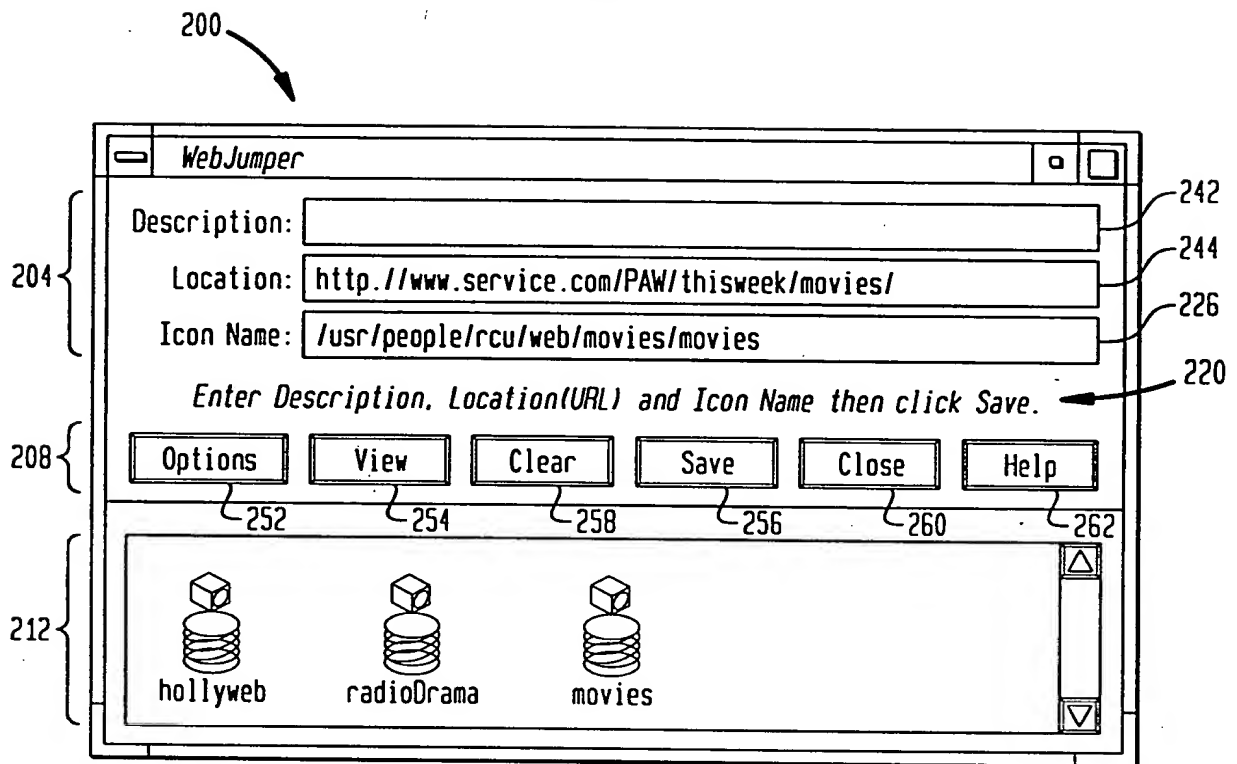 200
WebJumper
Description: 242
204 Location: http.//www.service.com/PAW/thisweek/movies/ 244
Icon Name: /usr/people/rcu/web/movies/movies 226
Enter Description, Location(URL) and Icon Name then click Save. 220
208 Options View Clear Save Close Help
252 254 258 256 260 262
212
hollyweb radioDrama movies